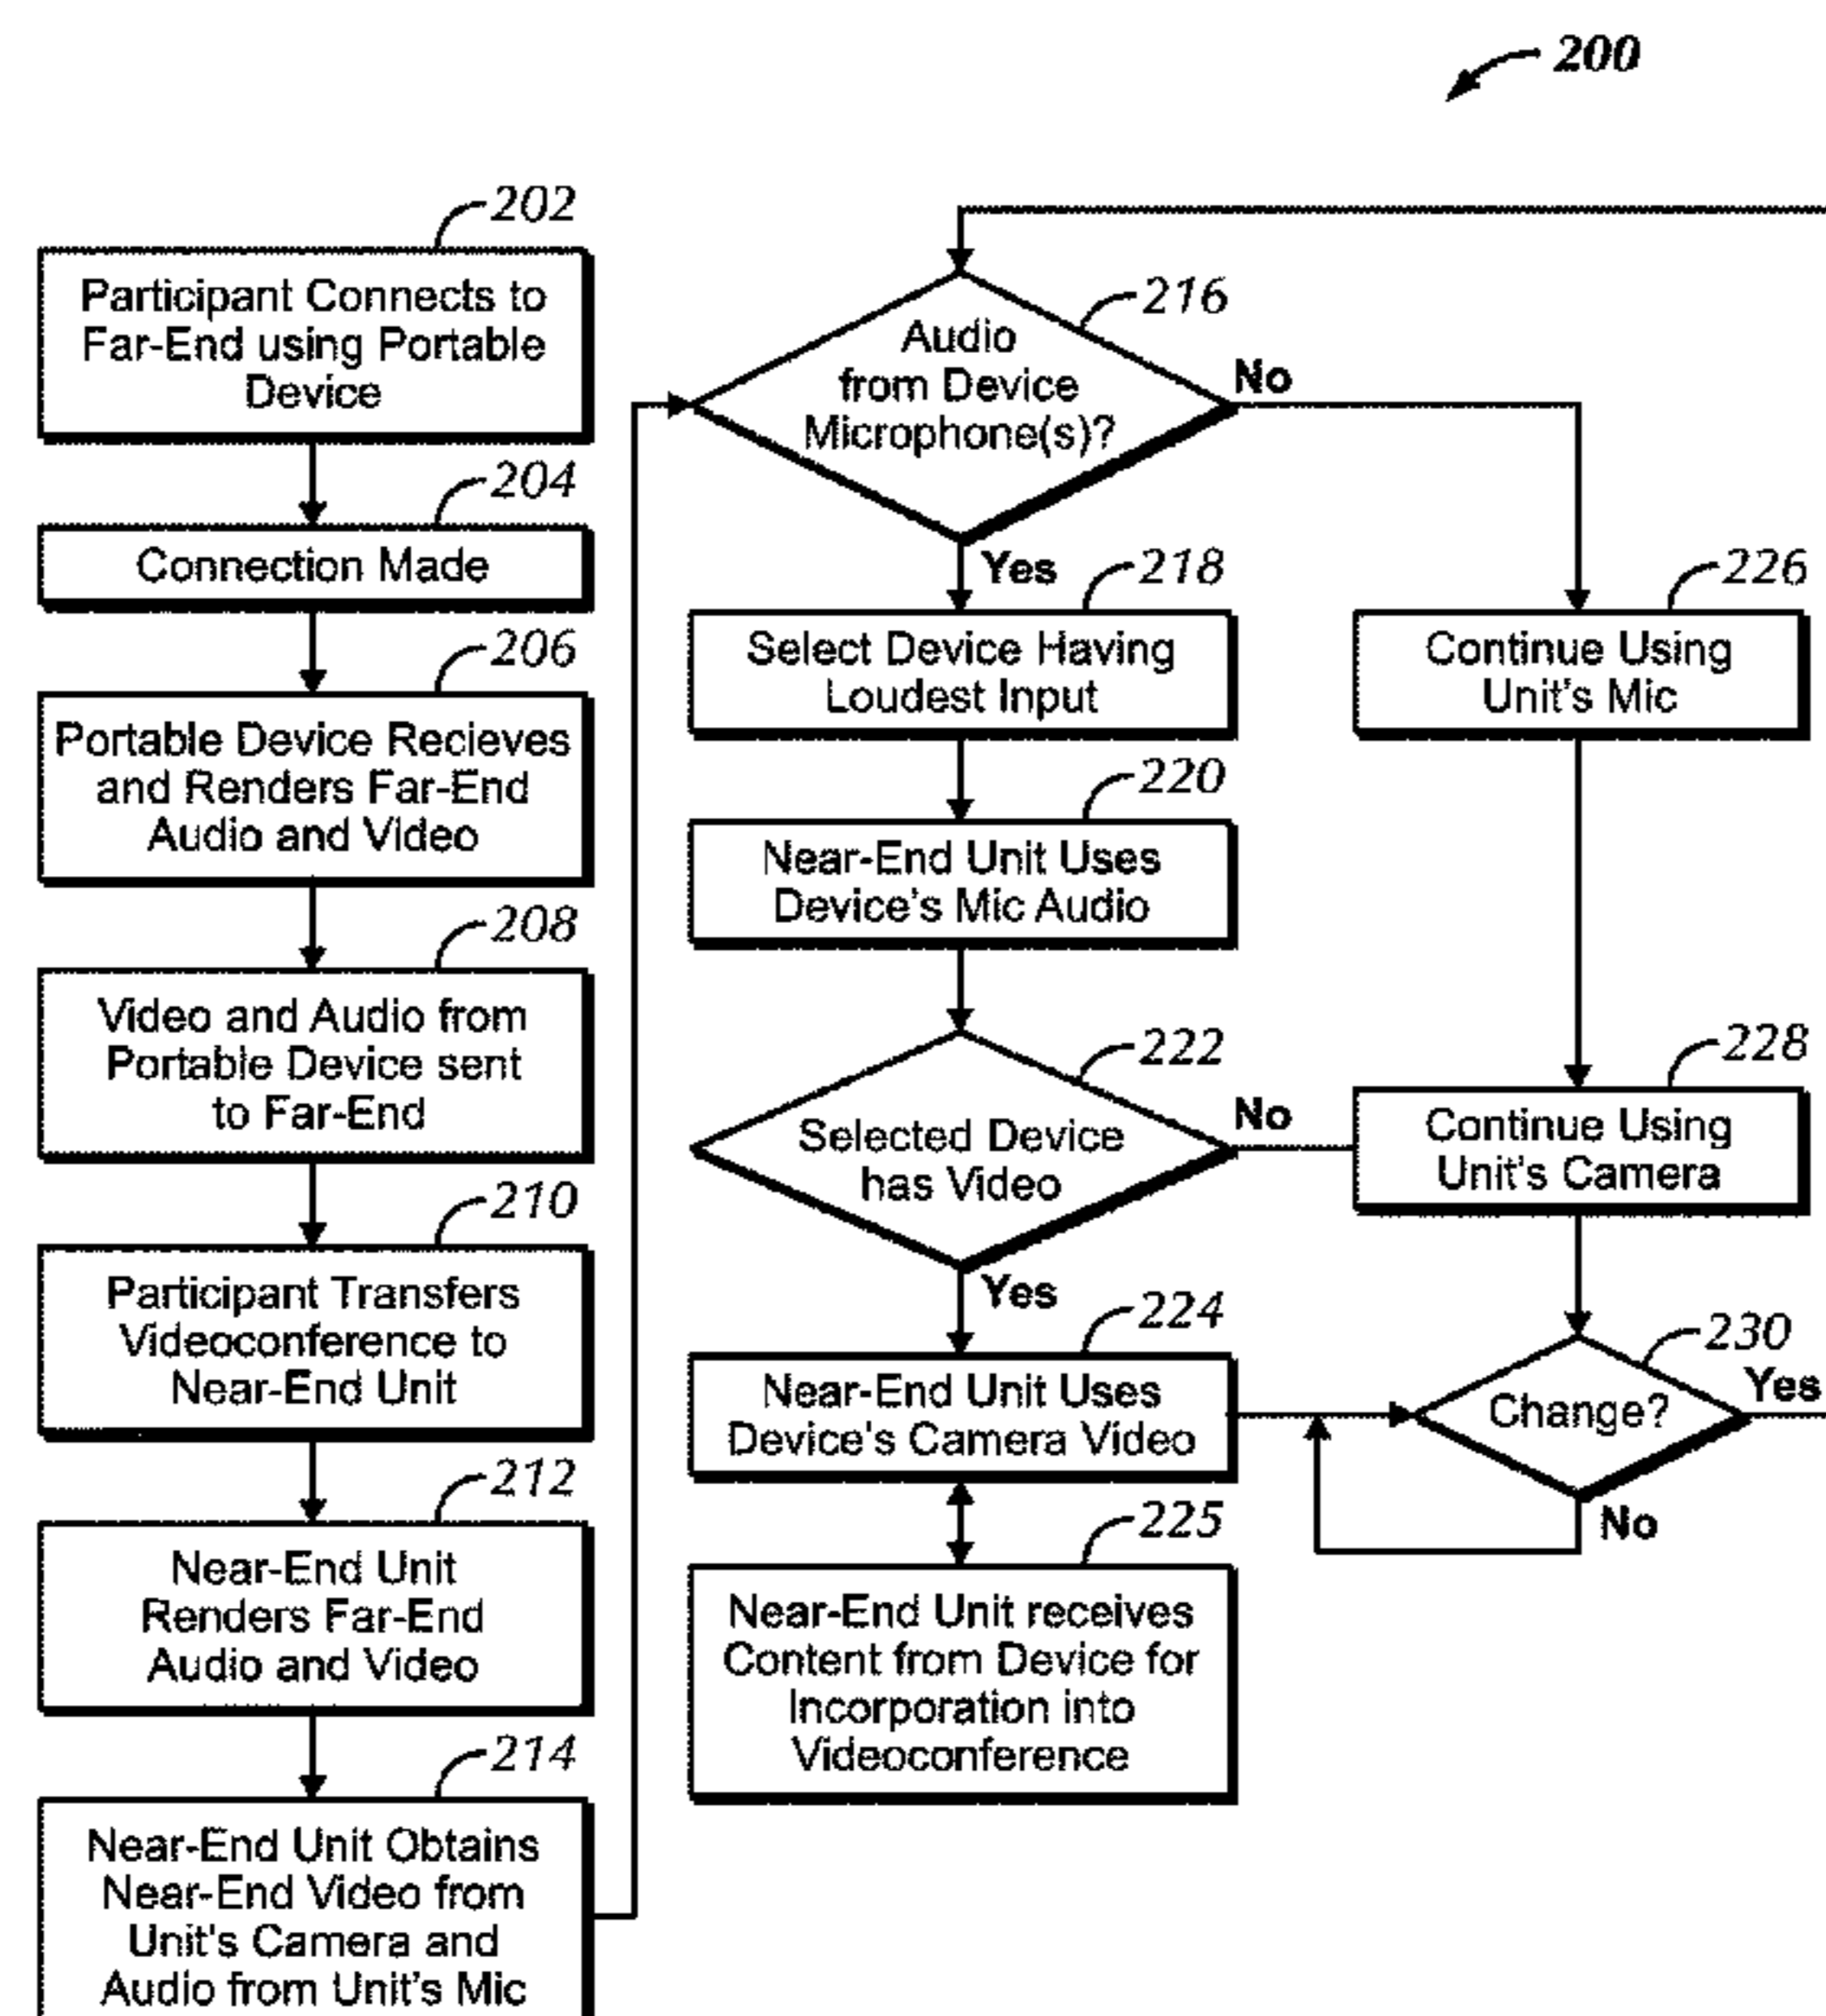 200
202
Participant Connects to
Far-End using Portable
Device
204
Connection Made
206
Portable Device Recieves
and Renders Far-End
Audio and Video
208
Video and Audio from
Portable Device sent
to Far-End
210
Participant Transfers
Videoconference to
Near-End Unit
212
Near-End Unit
Renders Far-End
Audio and Video
214
Near-End Unit Obtains
Near-End Video from
Unit's Camera and
Audio from Unit's Mic
216
Audio
from Device
Microphone(s)?
No
Yes
218
Select Device Having
Loudest Input
220
Near-End Unit Uses
Device's Mic Audio
222
Selected Device
has Video
No
Yes
224
Near-End Unit Uses
Device's Camera Video
225
Near-End Unit receives
Content from Device for
Incorporation into
Videoconference
226
Continue Using
Unit's Mic
228
Continue Using
Unit's Camera
230
Change?
Yes
No